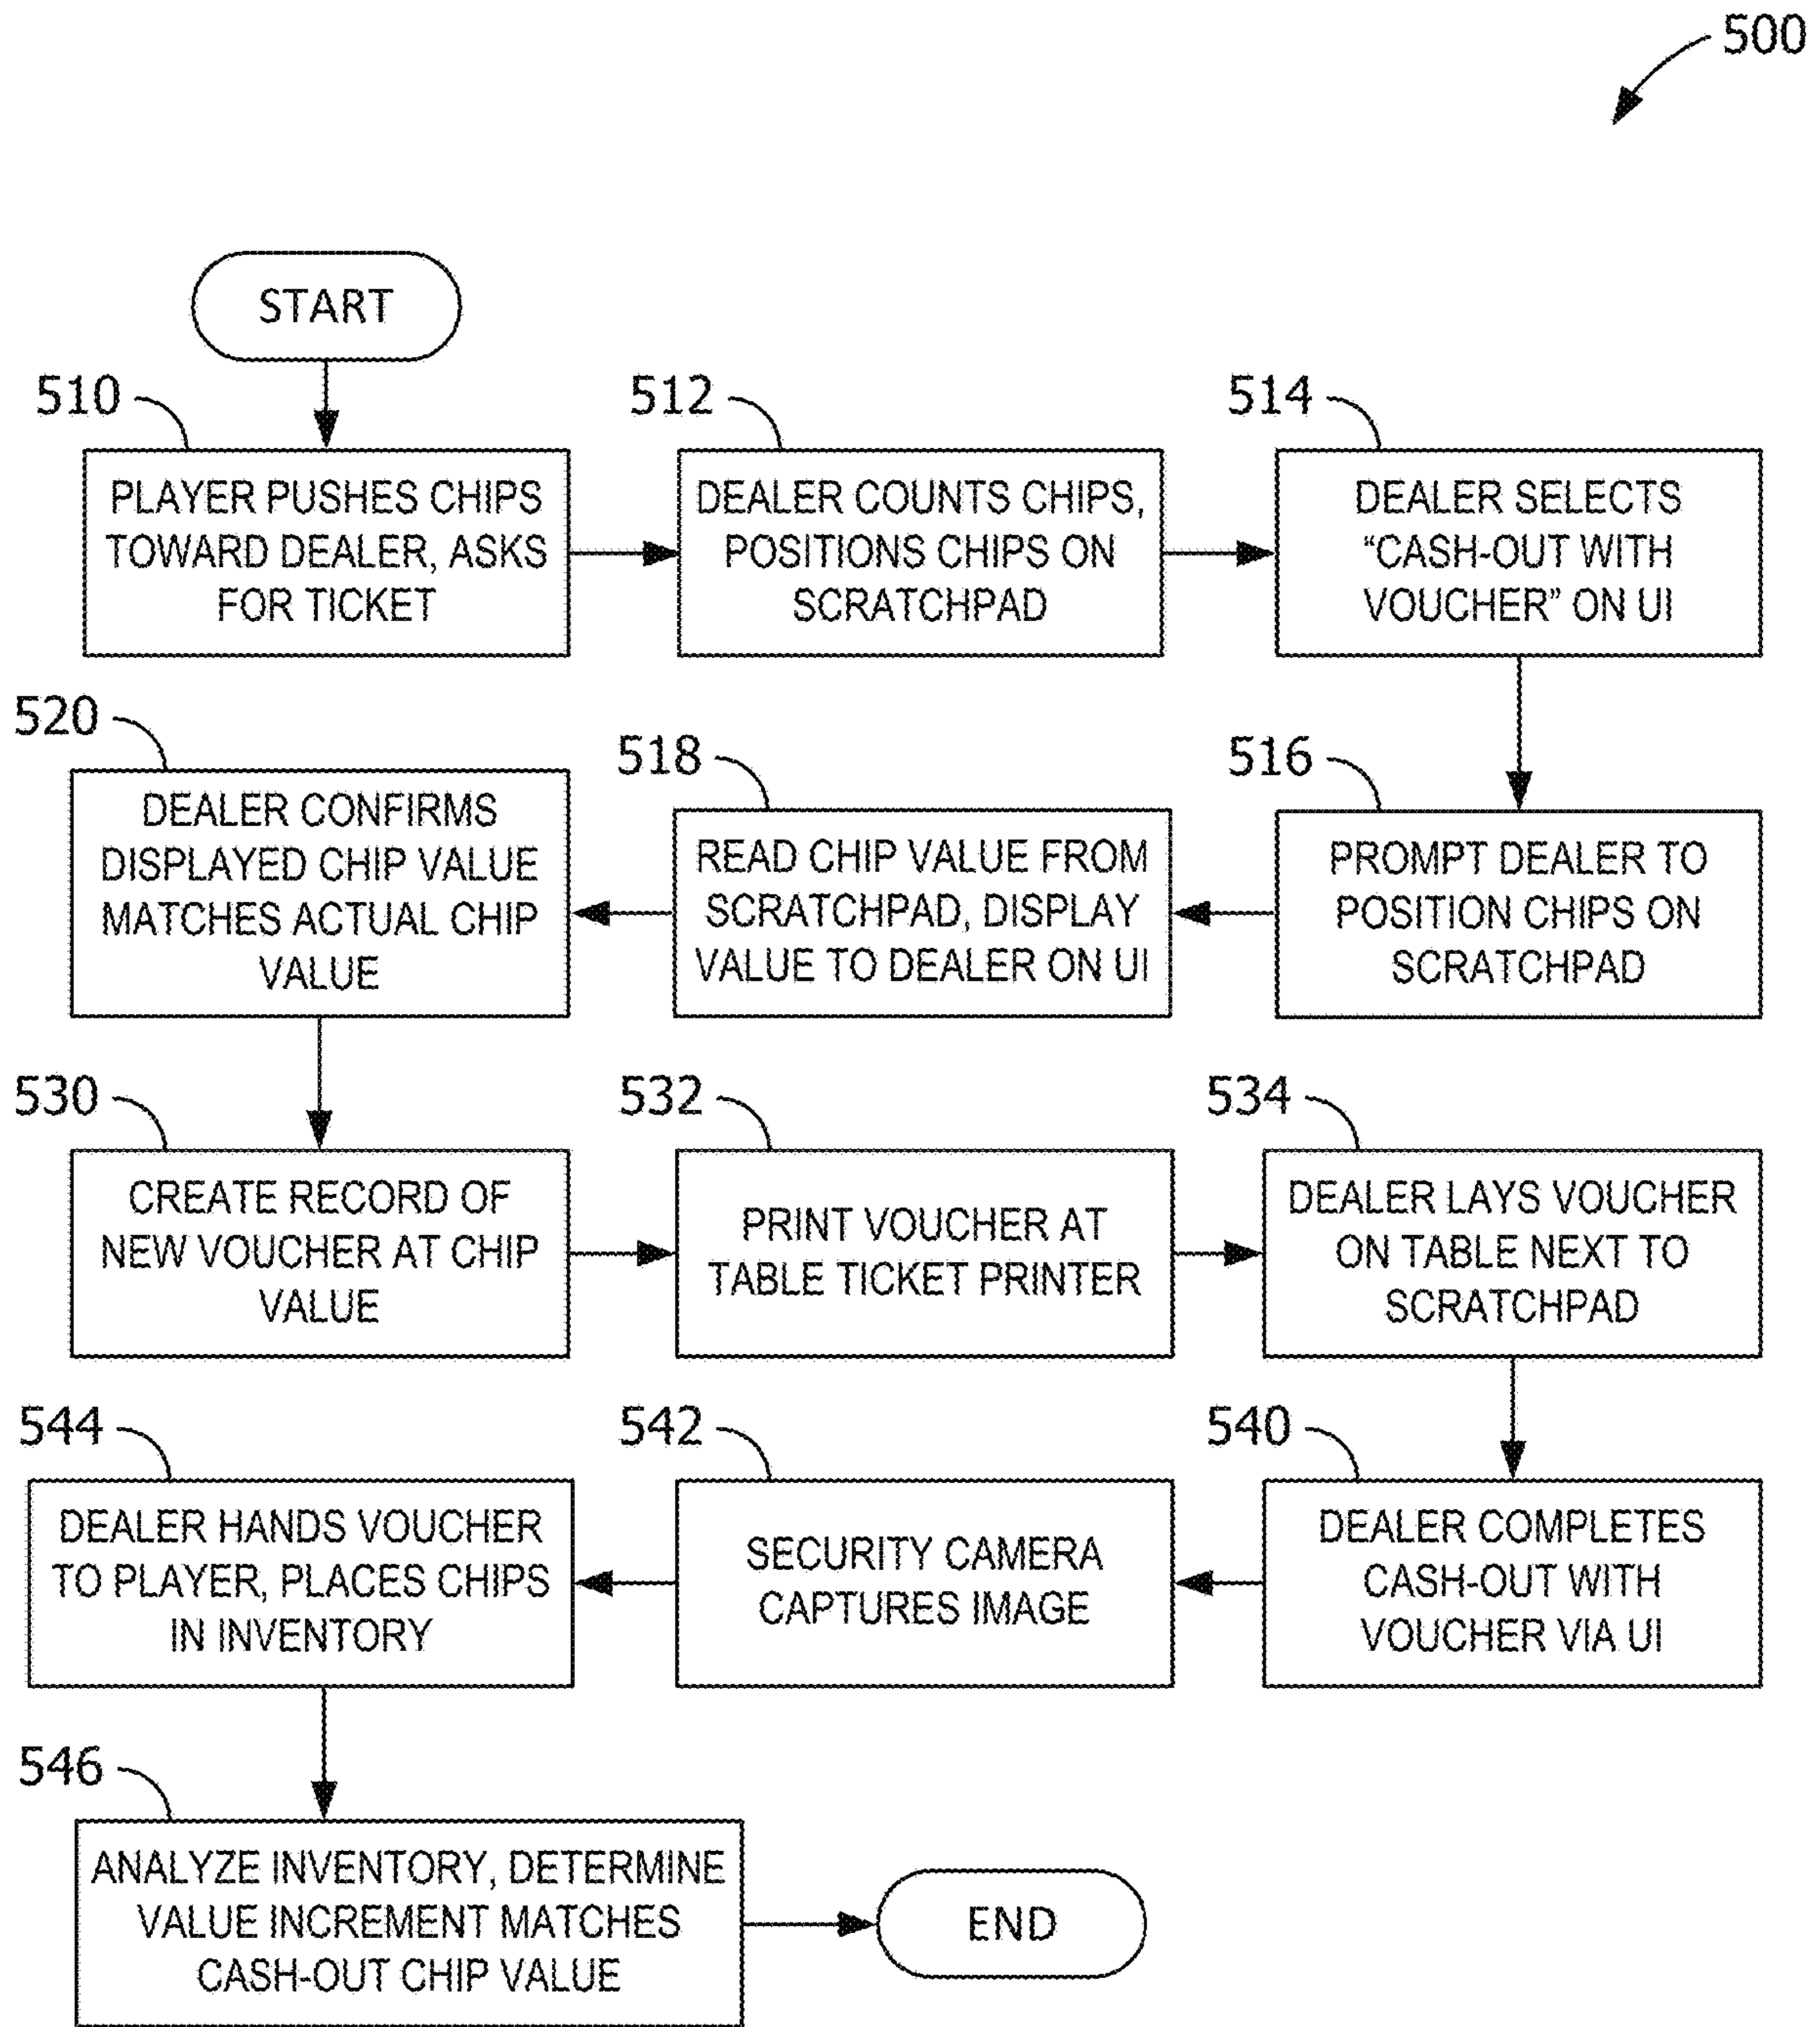 500
START
510
PLAYER PUSHES CHIPS
TOWARD DEALER, ASKS
FOR TICKET
512
DEALER COUNTS CHIPS,
POSITIONS CHIPS ON
SCRATCHPAD
514
DEALER SELECTS
“CASH-OUT WITH
VOUCHER” ON UI
516
PROMPT DEALER TO
POSITION CHIPS ON
SCRATCHPAD
518
READ CHIP VALUE FROM
SCRATCHPAD, DISPLAY
VALUE TO DEALER ON UI
520
DEALER CONFIRMS
DISPLAYED CHIP VALUE
MATCHES ACTUAL CHIP
VALUE
530
CREATE RECORD OF
NEW VOUCHER AT CHIP
VALUE
532
PRINT VOUCHER AT
TABLE TICKET PRINTER
534
DEALER LAYS VOUCHER
ON TABLE NEXT TO
SCRATCHPAD
540
DEALER COMPLETES
CASH-OUT WITH
VOUCHER VIA UI
542
SECURITY CAMERA
CAPTURES IMAGE
544
DEALER HANDS VOUCHER
TO PLAYER, PLACES CHIPS
IN INVENTORY
546
ANALYZE INVENTORY, DETERMINE
VALUE INCREMENT MATCHES
CASH-OUT CHIP VALUE
END